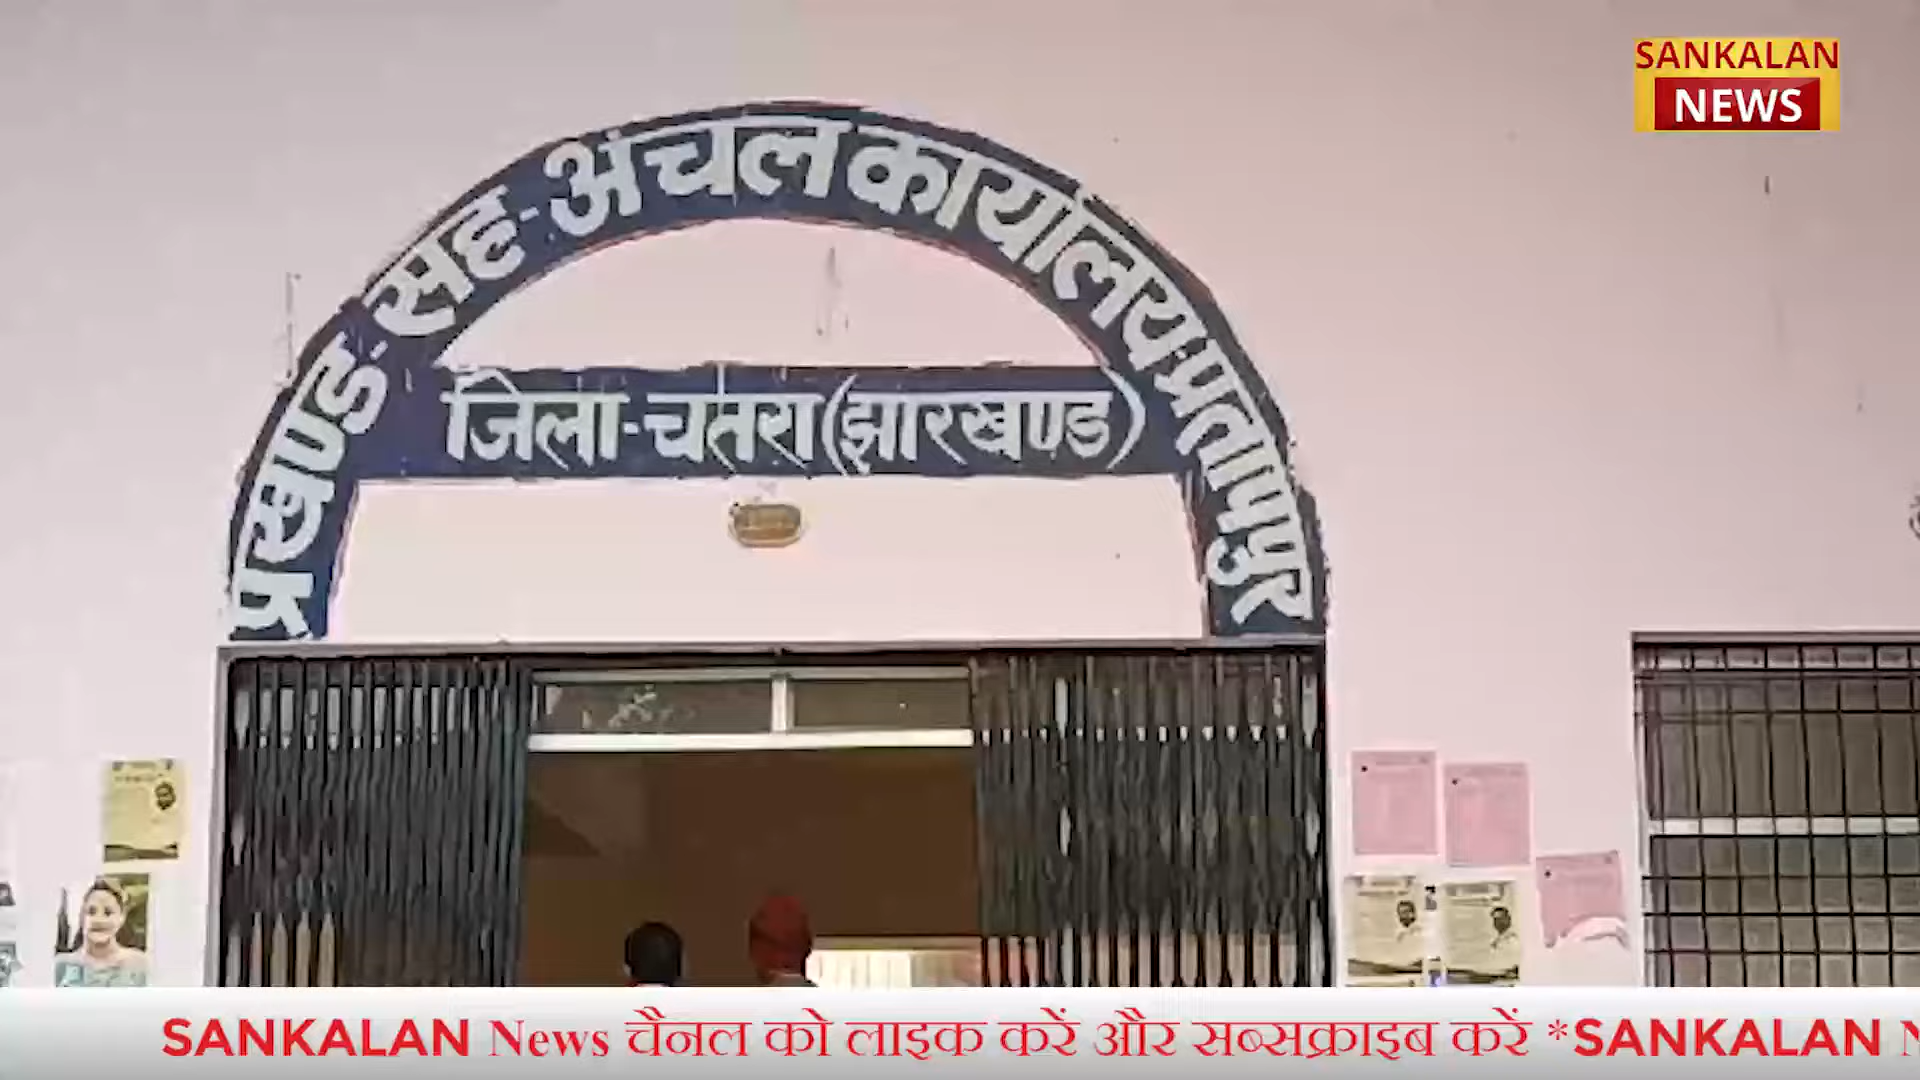 SANKALAN
NEWS
प्रखण्ड-सह-अंचल कार्यालय-प्रतापपुर
जिला-चतरा (झारखण्ड)
SANKALAN News चैनल को लाइक करें और सब्सक्राइब करें *SANKALAN